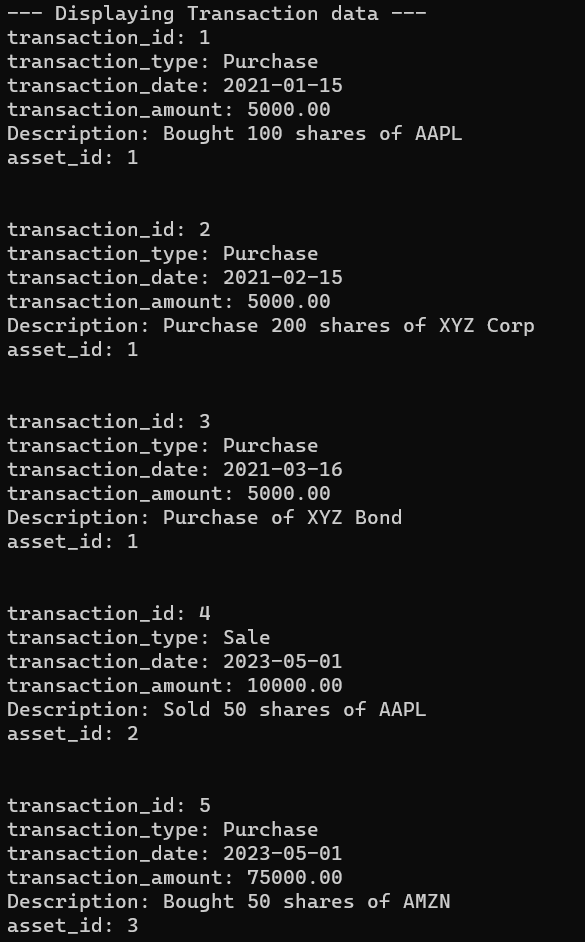 --- Displaying Transaction data ---
transaction_id: 1
transaction_type: Purchase
transaction_date: 2021-01-15
transaction_amount: 5000.00
Description: Bought 100 shares of AAPL
asset_id: 1
transaction_id: 2
transaction_type: Purchase
transaction_date: 2021-02-15
transaction_amount: 5000.00
Description: Purchase 200 shares of XYZ Corp
asset_id: 1
transaction_id: 3
transaction_type: Purchase
transaction_date: 2021-03-16
transaction_amount: 5000.00
Description: Purchase of XYZ Bond
asset_id: 1
transaction_id: 4
transaction_type: Sale
transaction_date: 2023-05-01
transaction_amount: 10000.00
Description: Sold 50 shares of AAPL
asset_id: 2
transaction_id: 5
transaction_type: Purchase
transaction_date: 2023-05-01
transaction_amount: 75000.00
Description: Bought 50 shares of AMZN
asset_id: 3